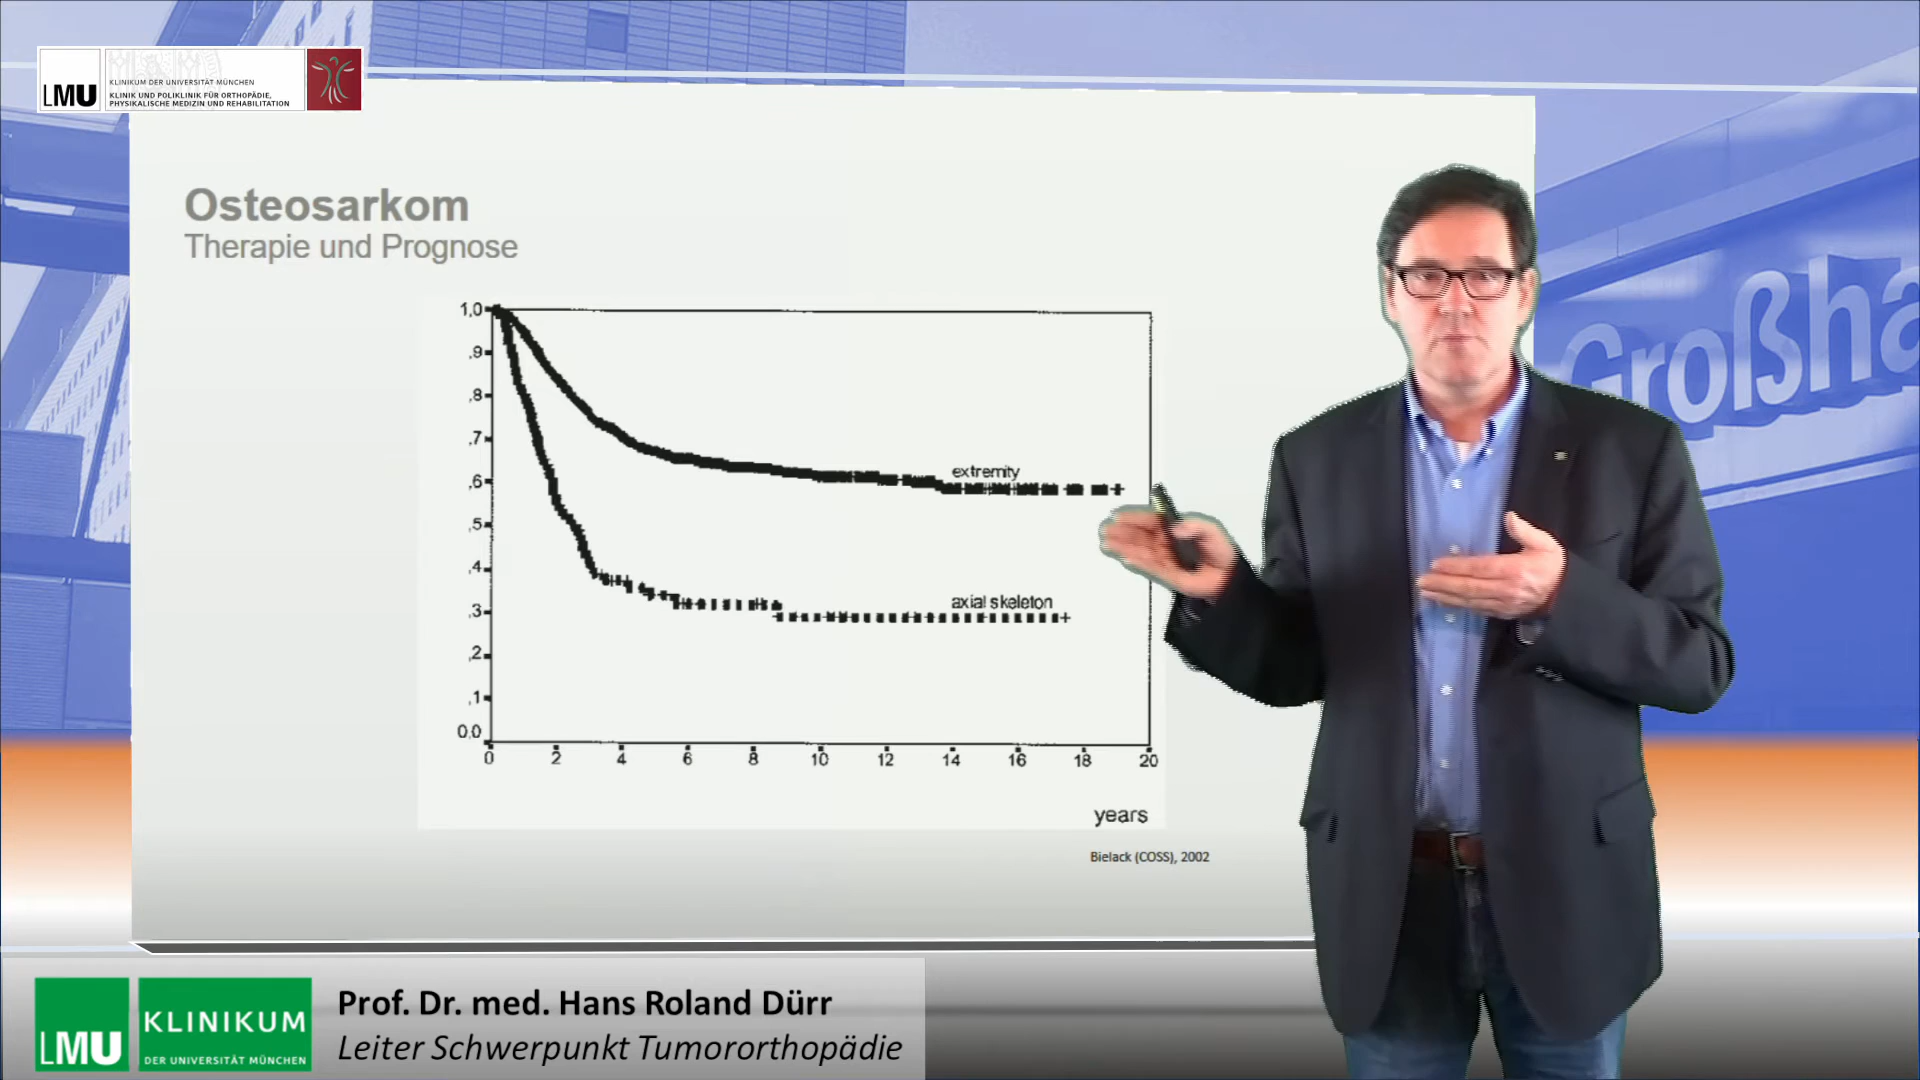 LMU
KLINIKUM DER UNIVERSITÄT MÜNCHEN
KLINIK UND POLIKLINIK FÜR ORTHOPÄDIE,
PHYSIKALISCHE MEDIZIN UND REHABILITATION
Großha
Osteosarkom
Therapie und Prognose
1,0
,9
,8
,7
,6
,5
,4
,3
,2
,1
0,0
extremity
axial skeleton
0 2 4 6 8 10 12 14 16 18 20
years
Bielack (COSS), 2002
LMU KLINIKUM
DER UNIVERSITÄT MÜNCHEN
Prof. Dr. med. Hans Roland Dürr
Leiter Schwerpunkt Tumororthopädie